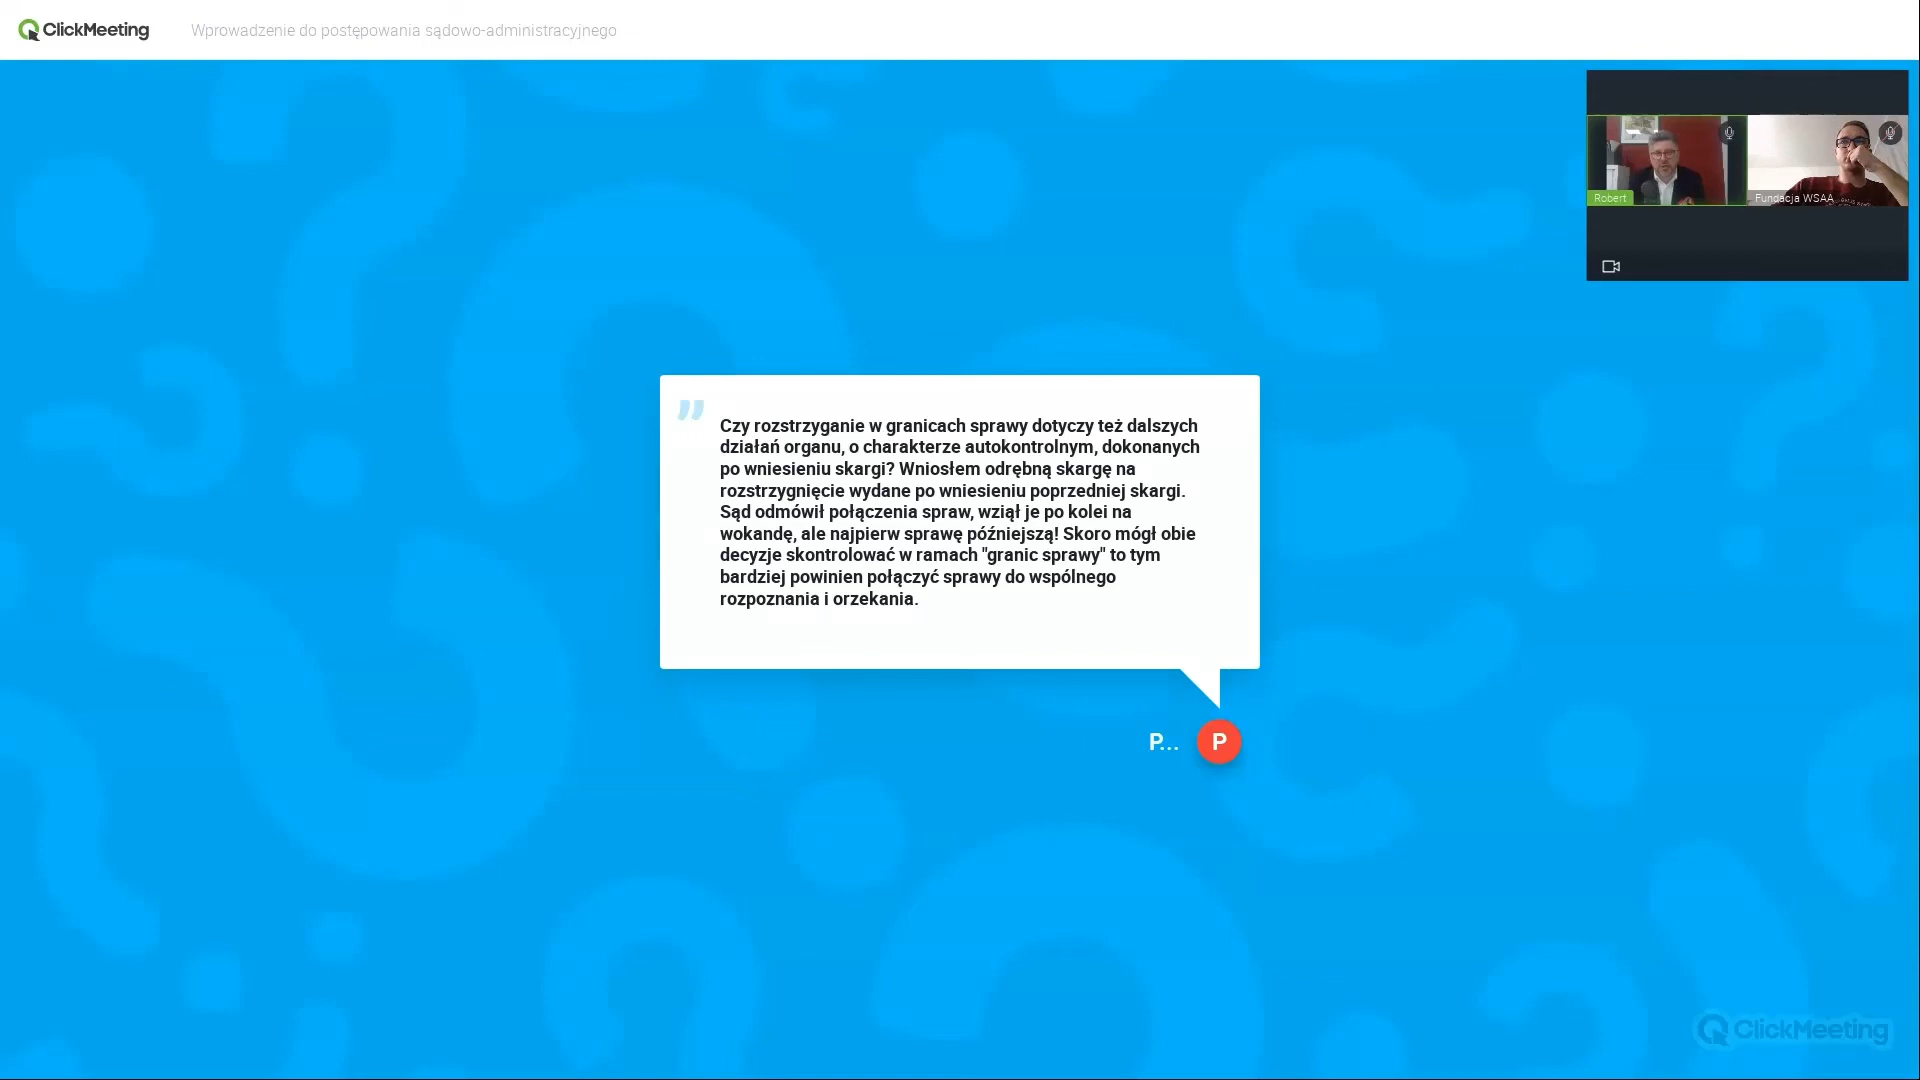 ClickMeeting
Wprowadzenie do postępowania sądowo-administracyjnego
Robert
Fundacja WSAA
Czy rozstrzyganie w granicach sprawy dotyczy też dalszych
działań organu, o charakterze autokontrolnym, dokonanych
po wniesieniu skargi? Wniosłem odrębną skargę na
rozstrzygnięcie wydane po wniesieniu poprzedniej skargi.
Sąd odmówił połączenia spraw, wziął je po kolei na
wokandę, ale najpierw sprawę późniejszą! Skoro mógł obie
decyzje skontrolować w ramach "granic sprawy" to tym
bardziej powinien połączyć sprawy do wspólnego
rozpoznania i orzekania.
P... P
ClickMeeting